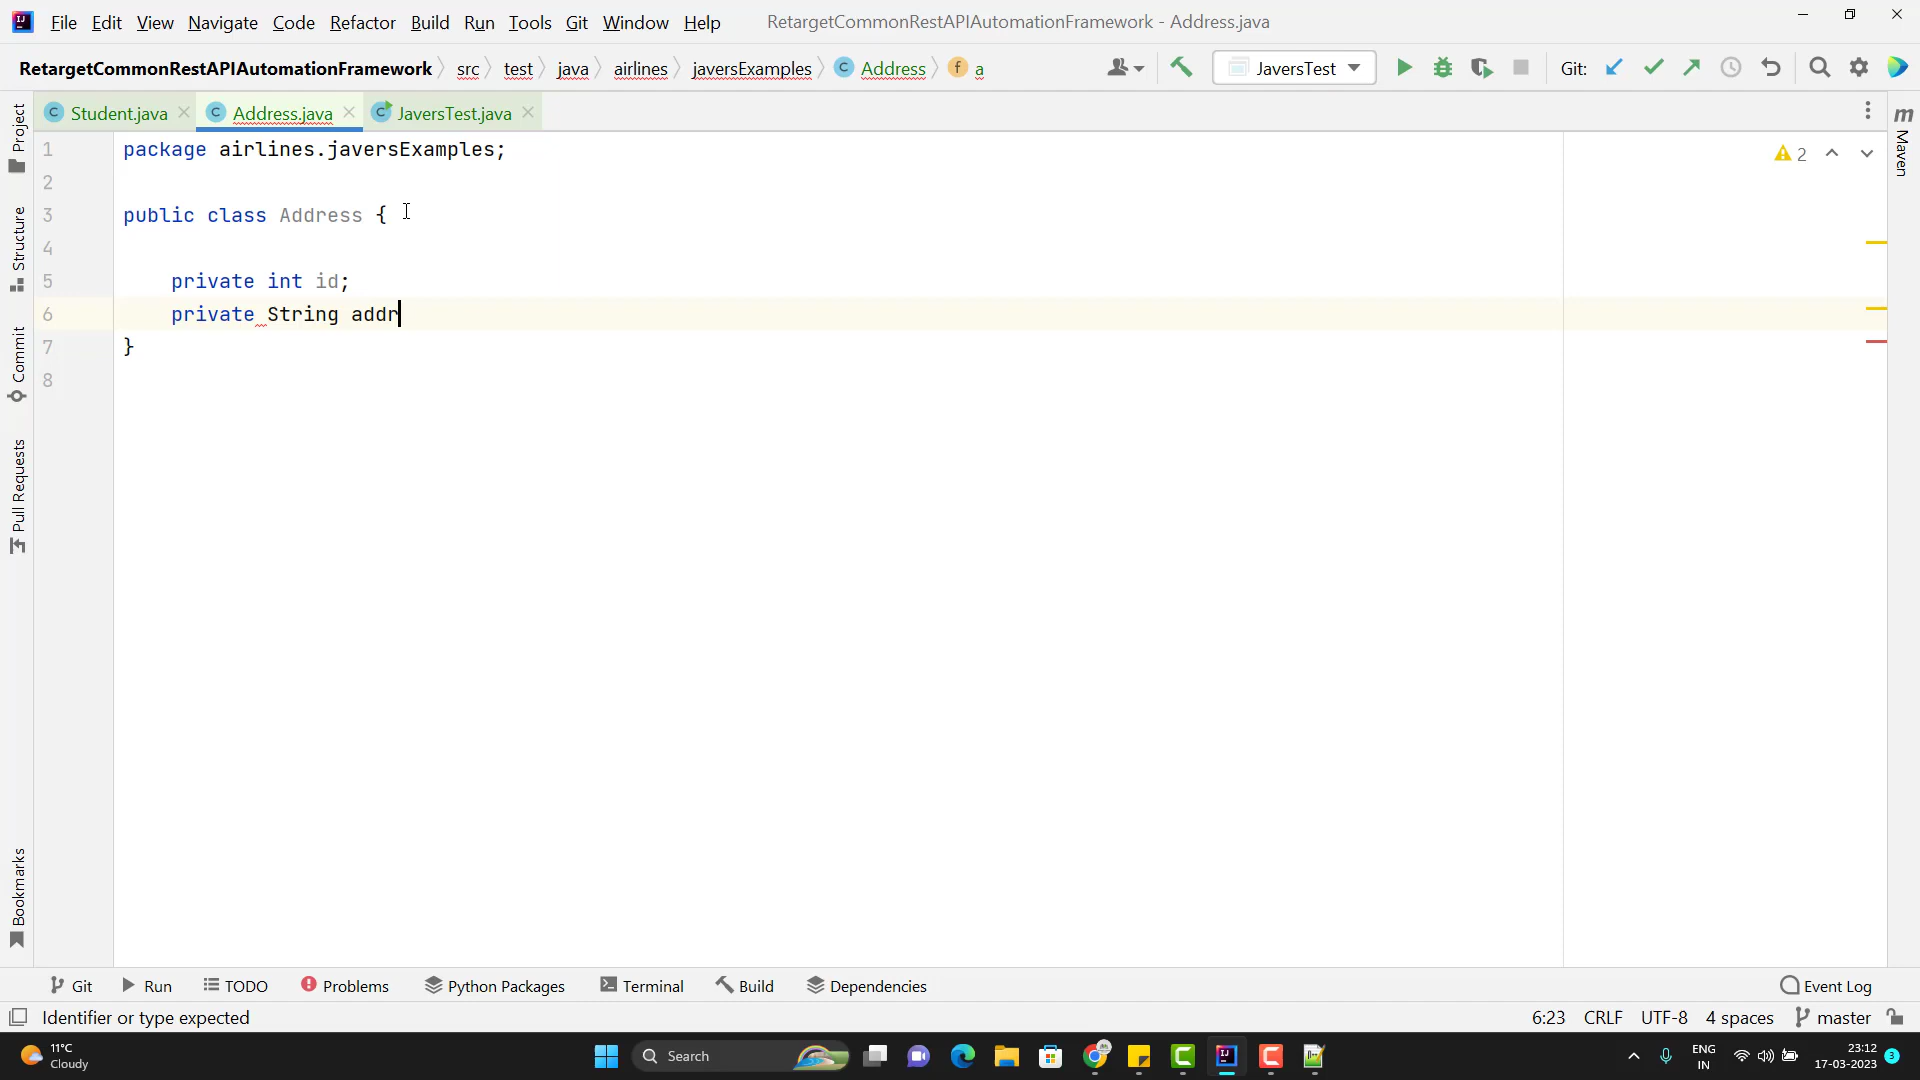 File Edit View Navigate Code Refactor Build Run Tools Git Window Help RetargetCommonRestAPIAutomationFramework - Address.java
RetargetCommonRestAPIAutomationFramework src test java airlines javersExamples C Address f a JaversTest Git:
C Student.java C Address.java C JaversTest.java
Project
Structure
Commit
Pull Requests
Bookmarks
m Maven
2
1 package airlines.javersExamples;
2
3 public class Address {
4
5 private int id;
6 private String addr
7 }
8
Git Run TODO Problems Python Packages Terminal Build Dependencies Event Log
Identifier or type expected 6:23 CRLF UTF-8 4 spaces master
11°C
Cloudy
Search
ENG
IN
23:12
17-03-2023
3